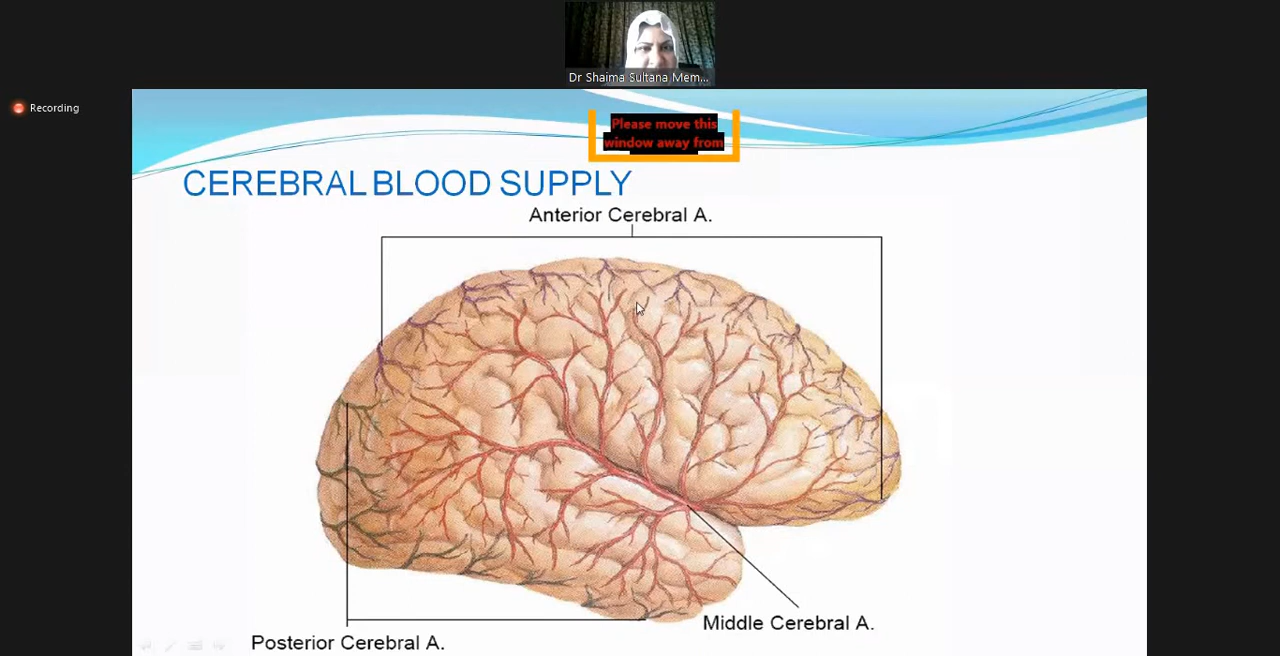 Dr Shaima Sultana Mem...
Recording
Please move this
window away from
CEREBRAL BLOOD SUPPLY
Anterior Cerebral A.
Middle Cerebral A.
Posterior Cerebral A.